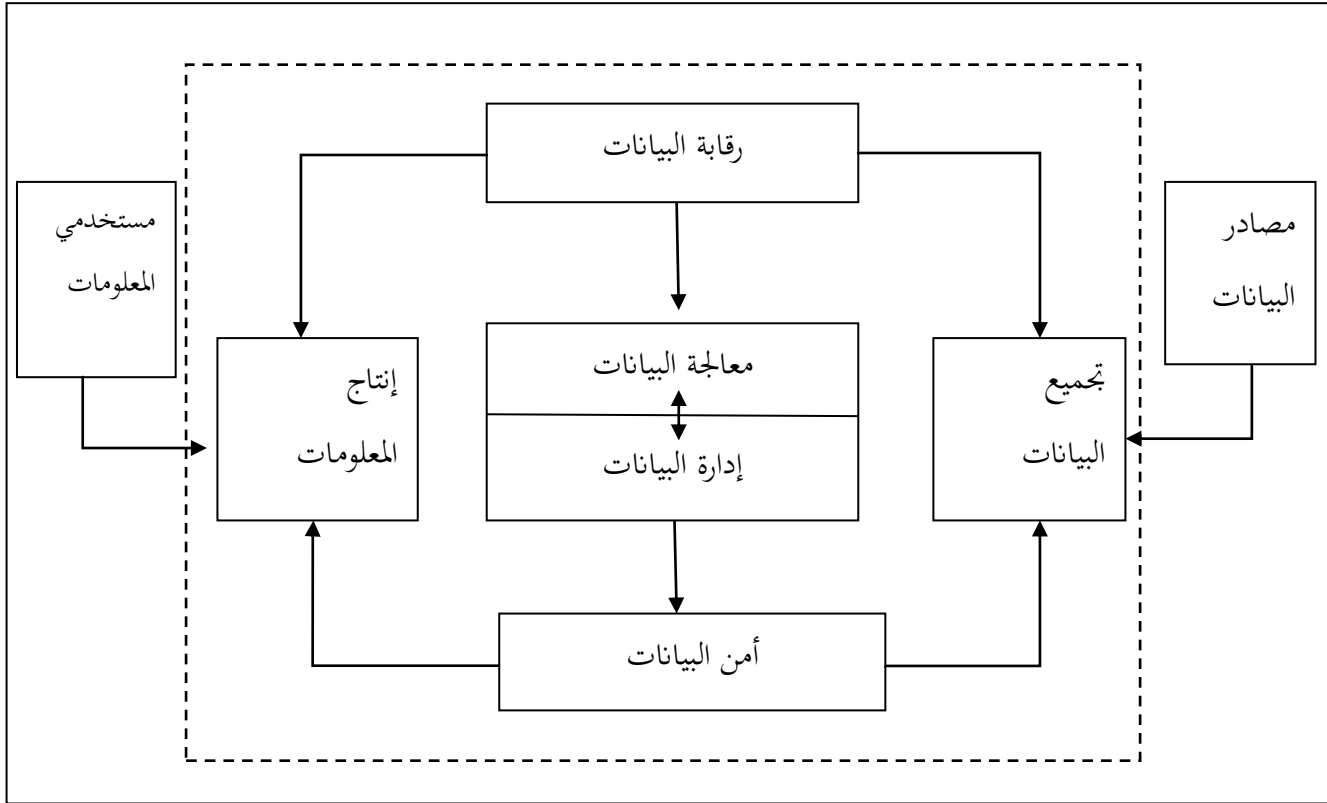 رقابة البيانات
مصادر
البيانات
مستخدمي
المعلومات
تجميع
البيانات
معالجة البيانات
إدارة البيانات
إنتاج
المعلومات
أمن البيانات